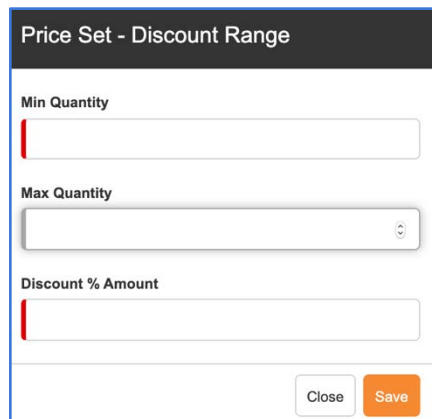 Price Set - Discount Range
Min Quantity
Max Quantity
Discount % Amount
Close Save